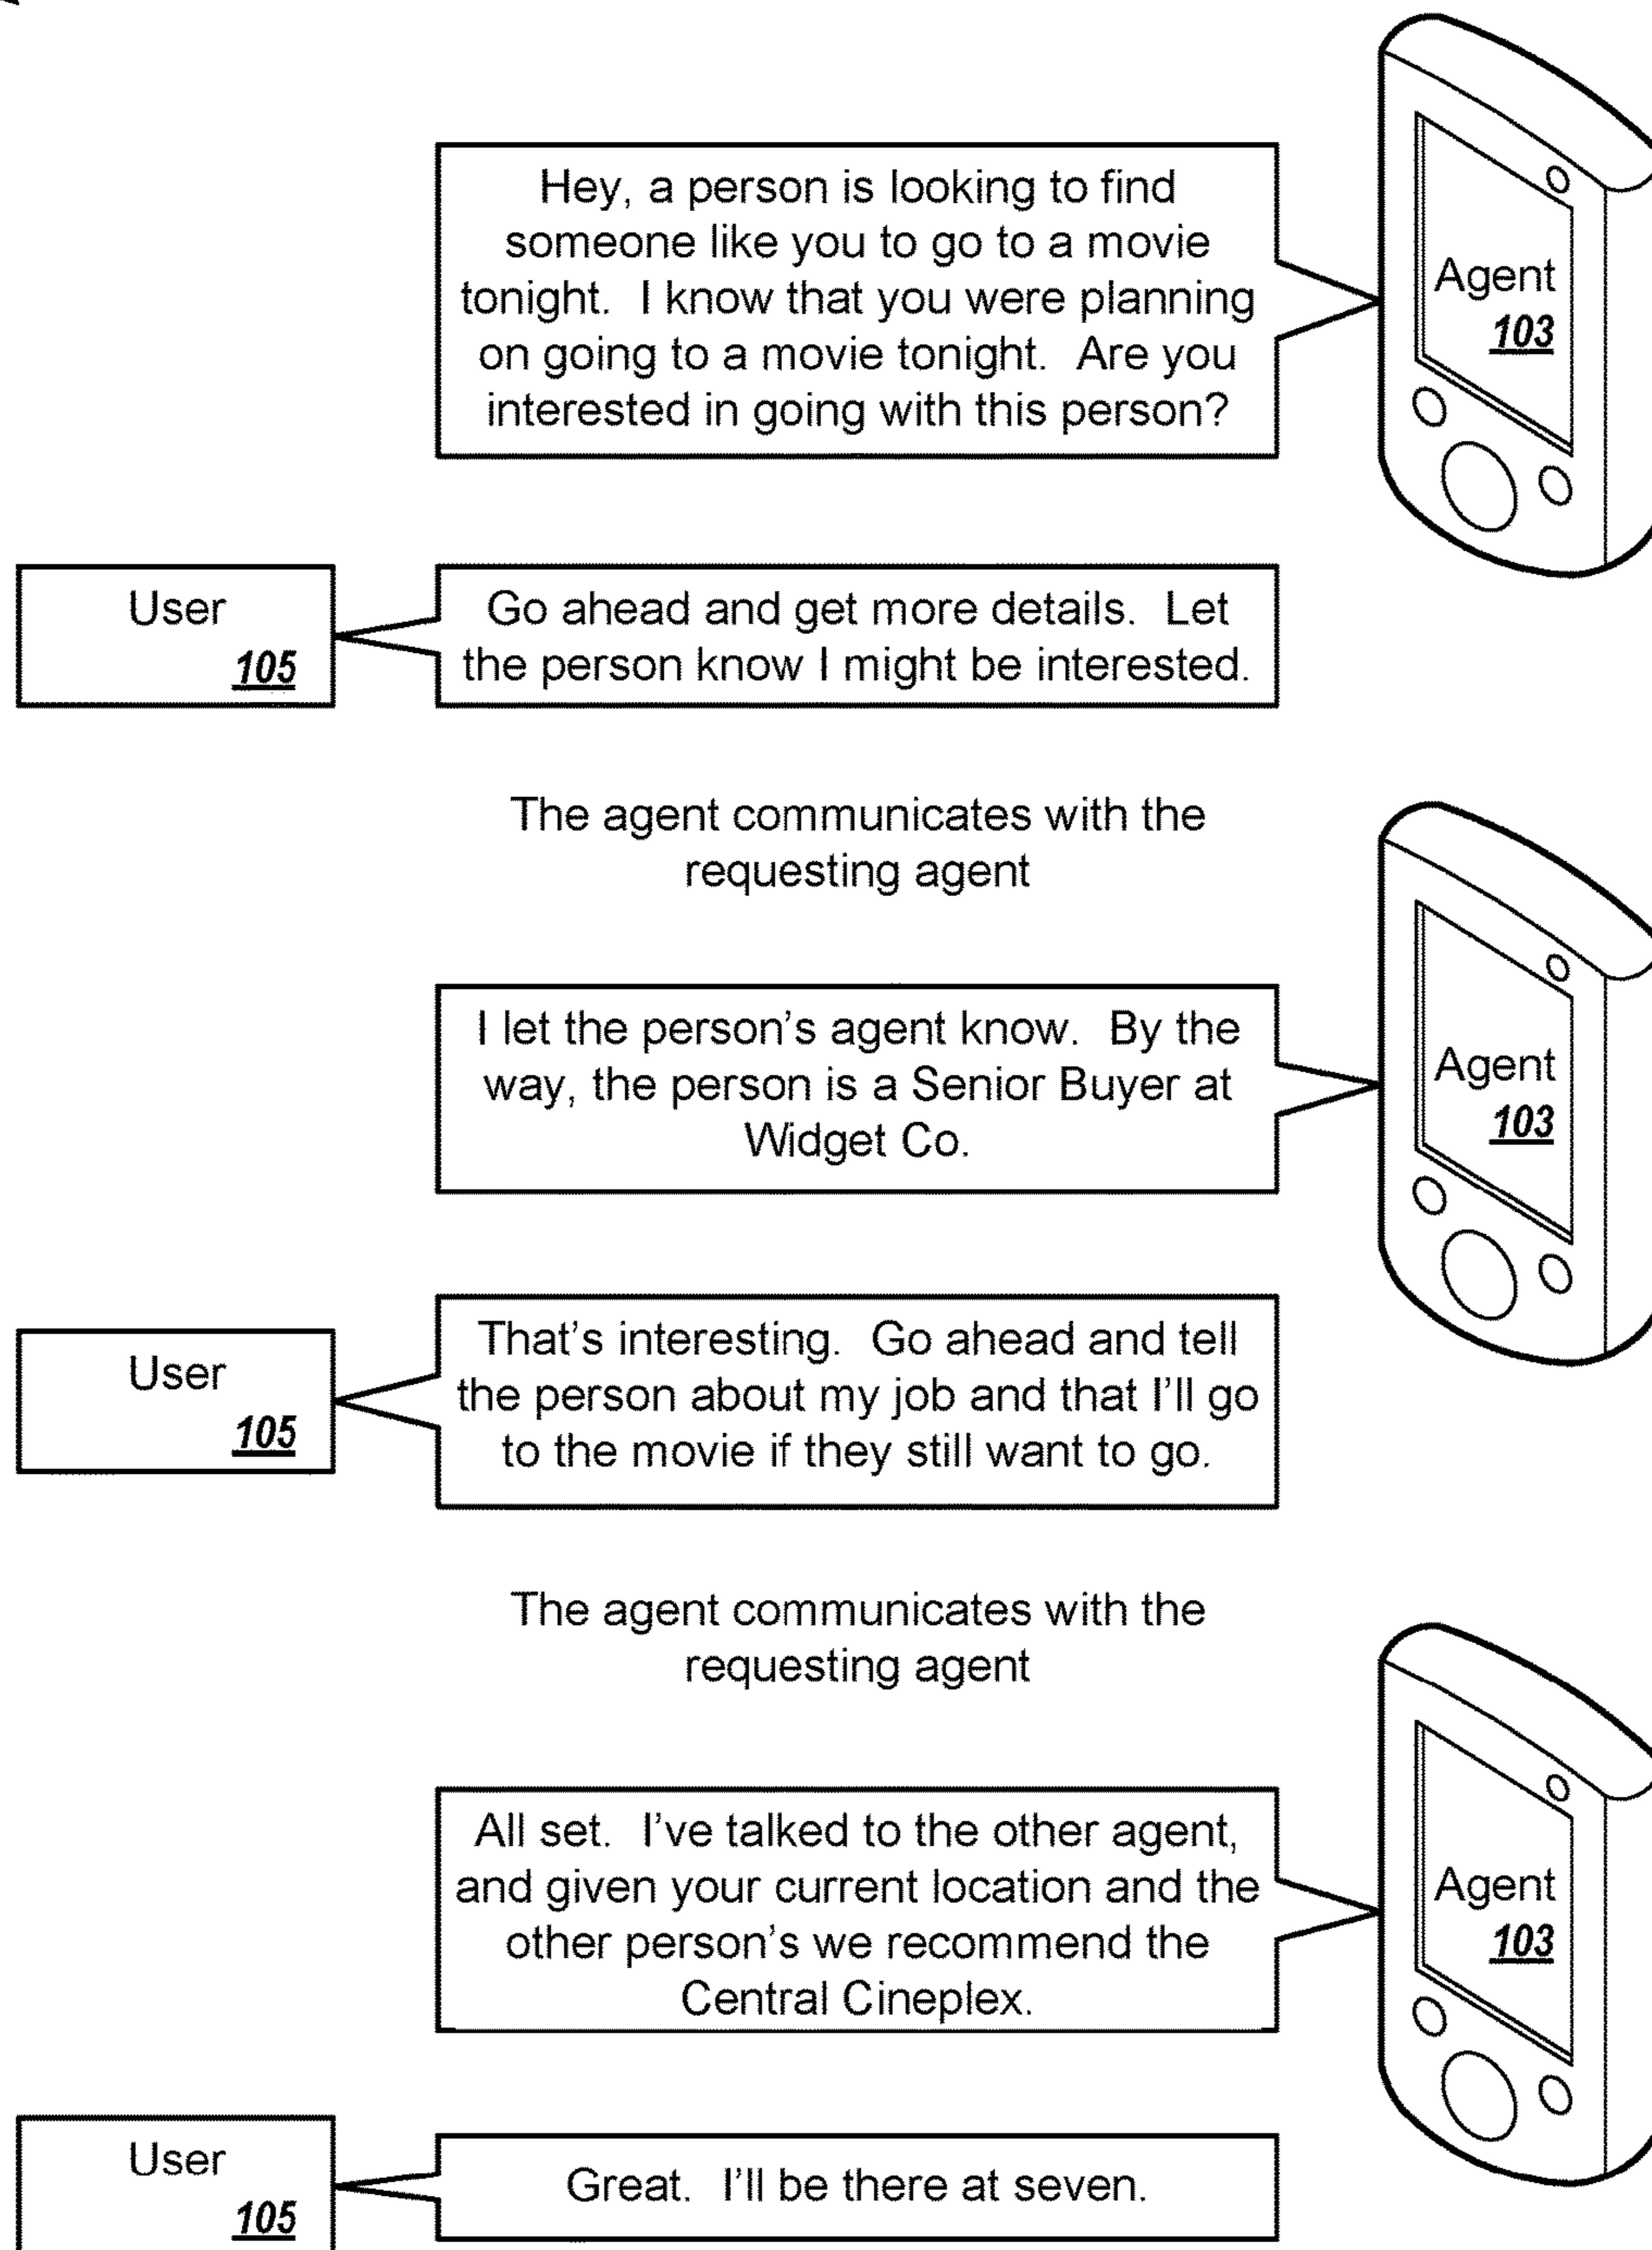 Hey, a person is looking to find
someone like you to go to a movie
tonight.  I know that you were planning
on going to a movie tonight.  Are you
interested in going with this person?
Agent
103
User
105
Go ahead and get more details.  Let
the person know I might be interested.
The agent communicates with the
requesting agent
I let the person's agent know.  By the
way, the person is a Senior Buyer at
Widget Co.
Agent
103
User
105
That's interesting.  Go ahead and tell
the person about my job and that I'll go
to the movie if they still want to go.
The agent communicates with the
requesting agent
All set.  I've talked to the other agent,
and given your current location and the
other person's we recommend the
Central Cineplex.
Agent
103
User
105
Great.  I'll be there at seven.